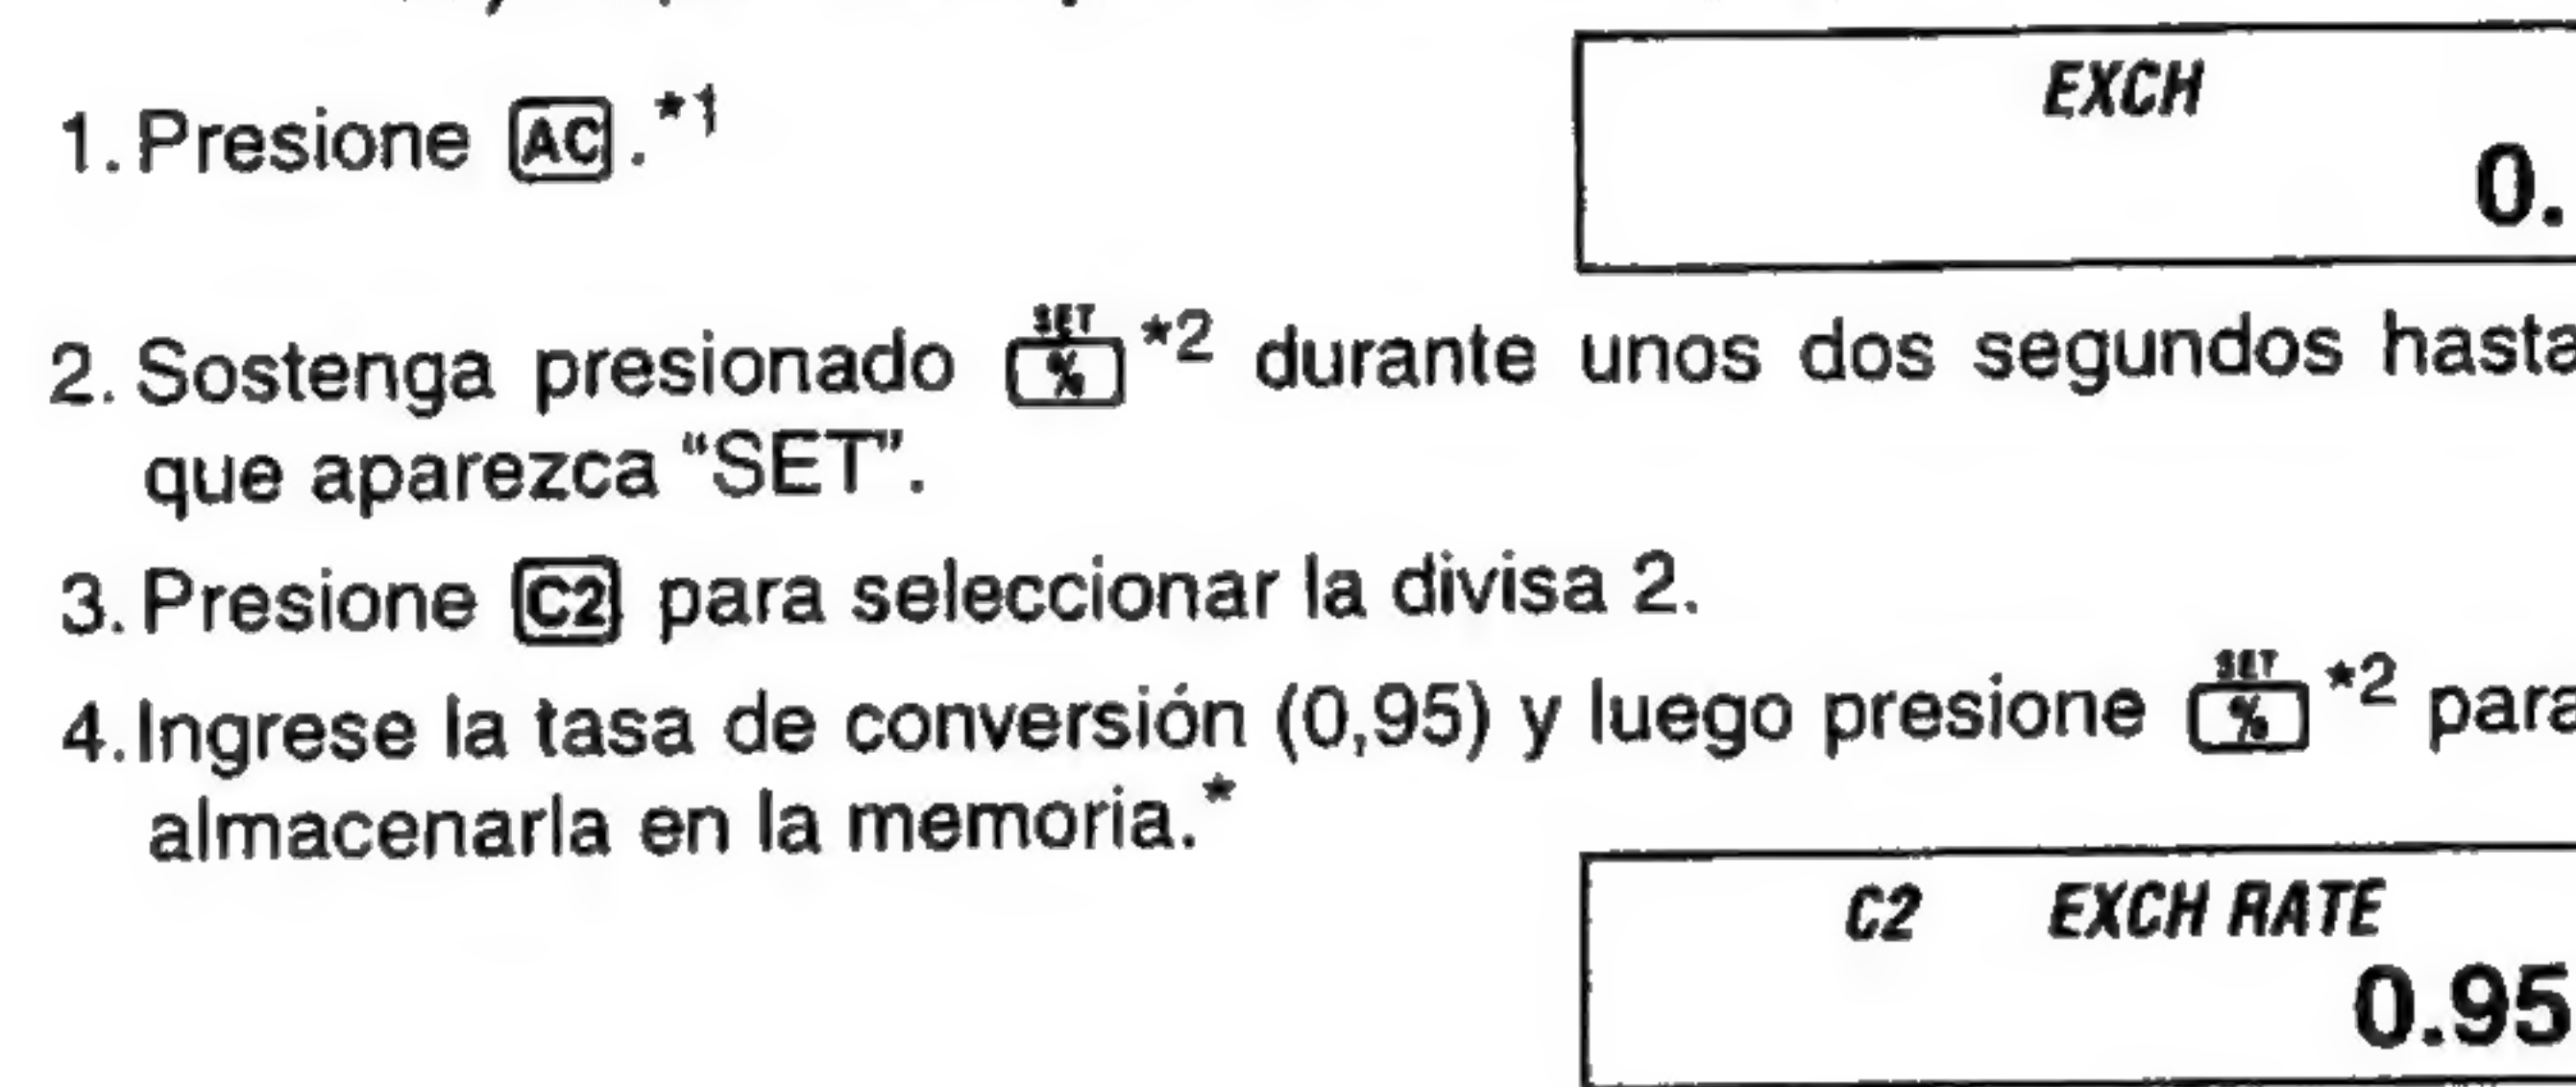 EXCH
1. Presione AC.*1
0.
SET
2. Sostenga presionado % *2 durante unos dos segundos hasta
que aparezca “SET”.
3. Presione C2 para seleccionar la divisa 2.
SET
4. Ingrese la tasa de conversión (0,95) y luego presione % *2 para
almacenarla en la memoria.*
C2 EXCH RATE
0.95